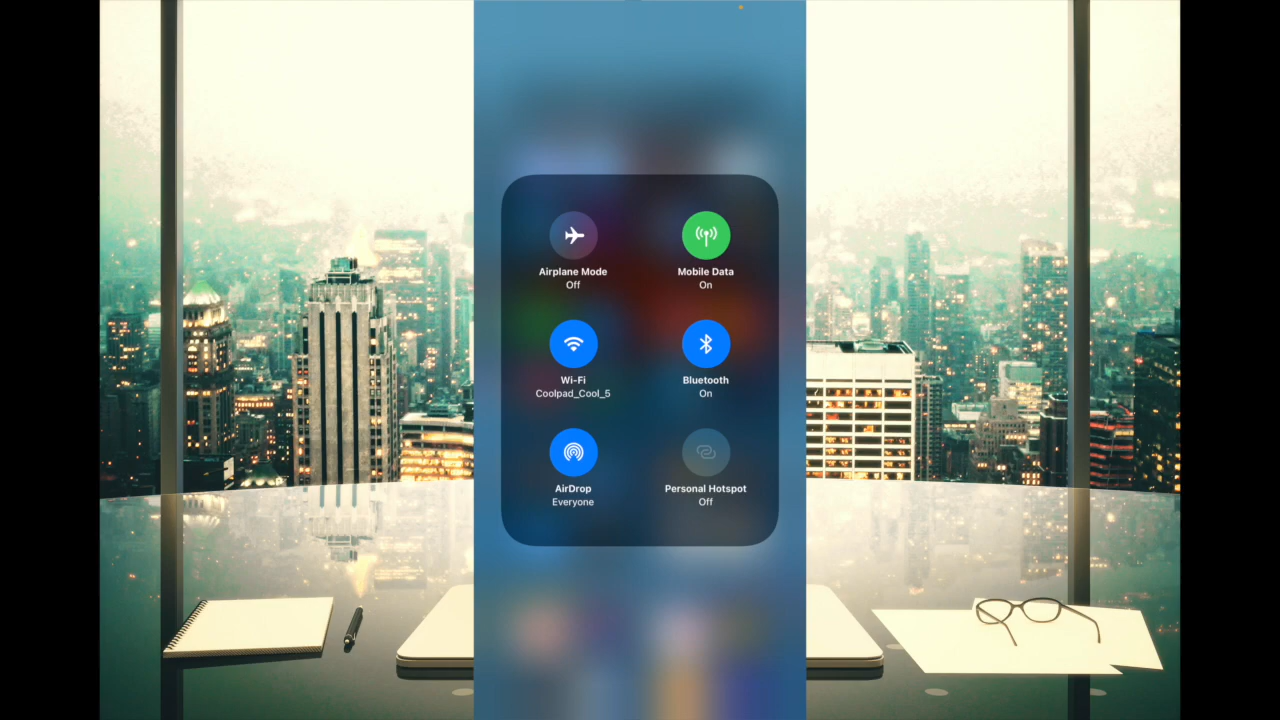 Airplane Mode
Off
Mobile Data
On
Wi-Fi
Coolpad_Cool_5
Bluetooth
On
AirDrop
Everyone
Personal Hotspot
Off